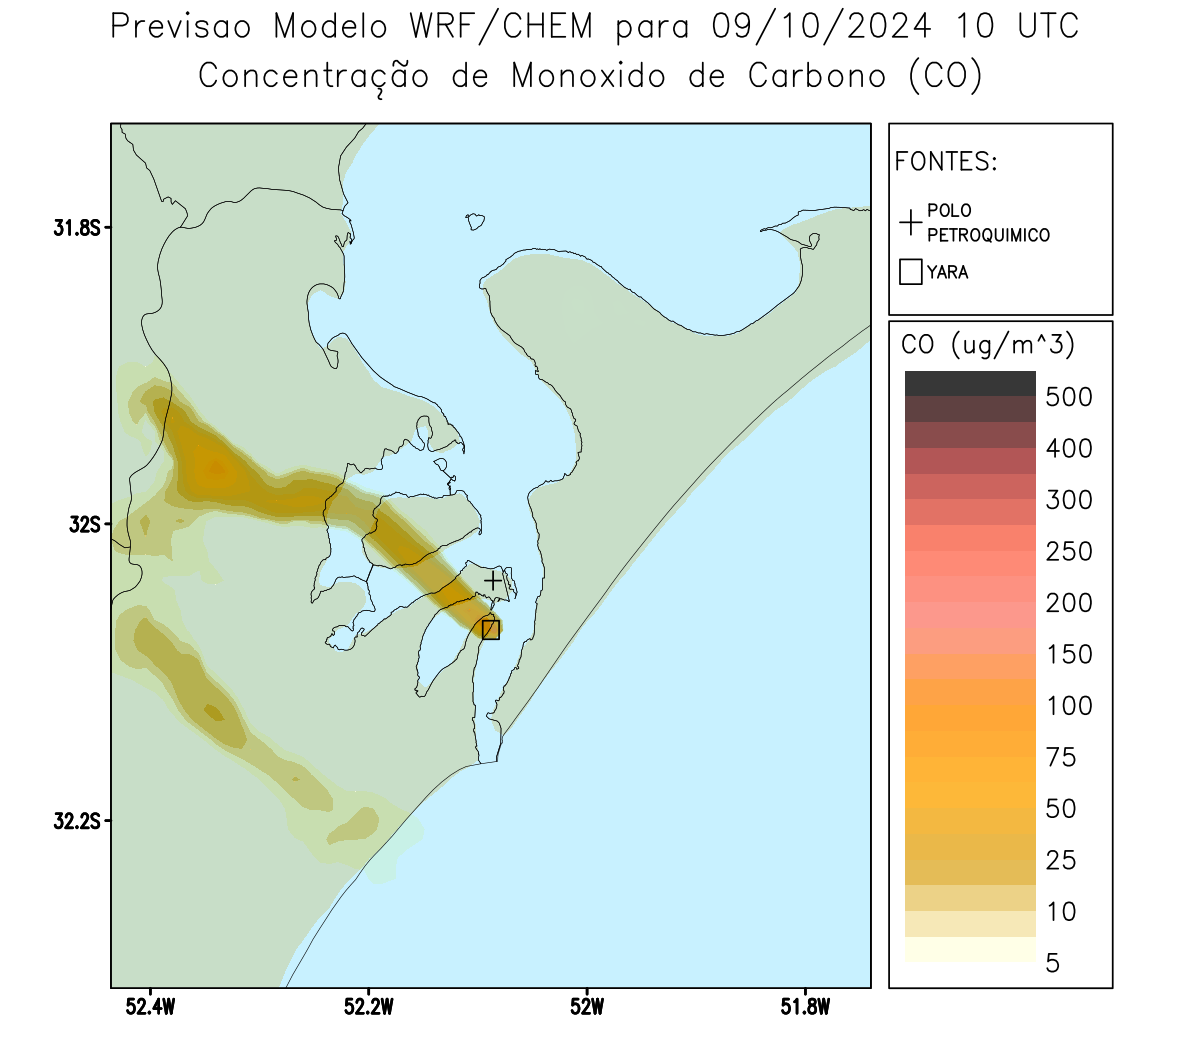 Previsao Modelo WRF/CHEM para 09/10/2024 10 UTC
Concentração de Monoxido de Carbono (CO)
31.8S
32S
32.2S
52.4W
52.2W
52W
51.8W
FONTES:
POLO
PETROQUIMICO
YARA
CO (ug/m^3)
500
400
300
250
200
150
100
75
50
25
10
5